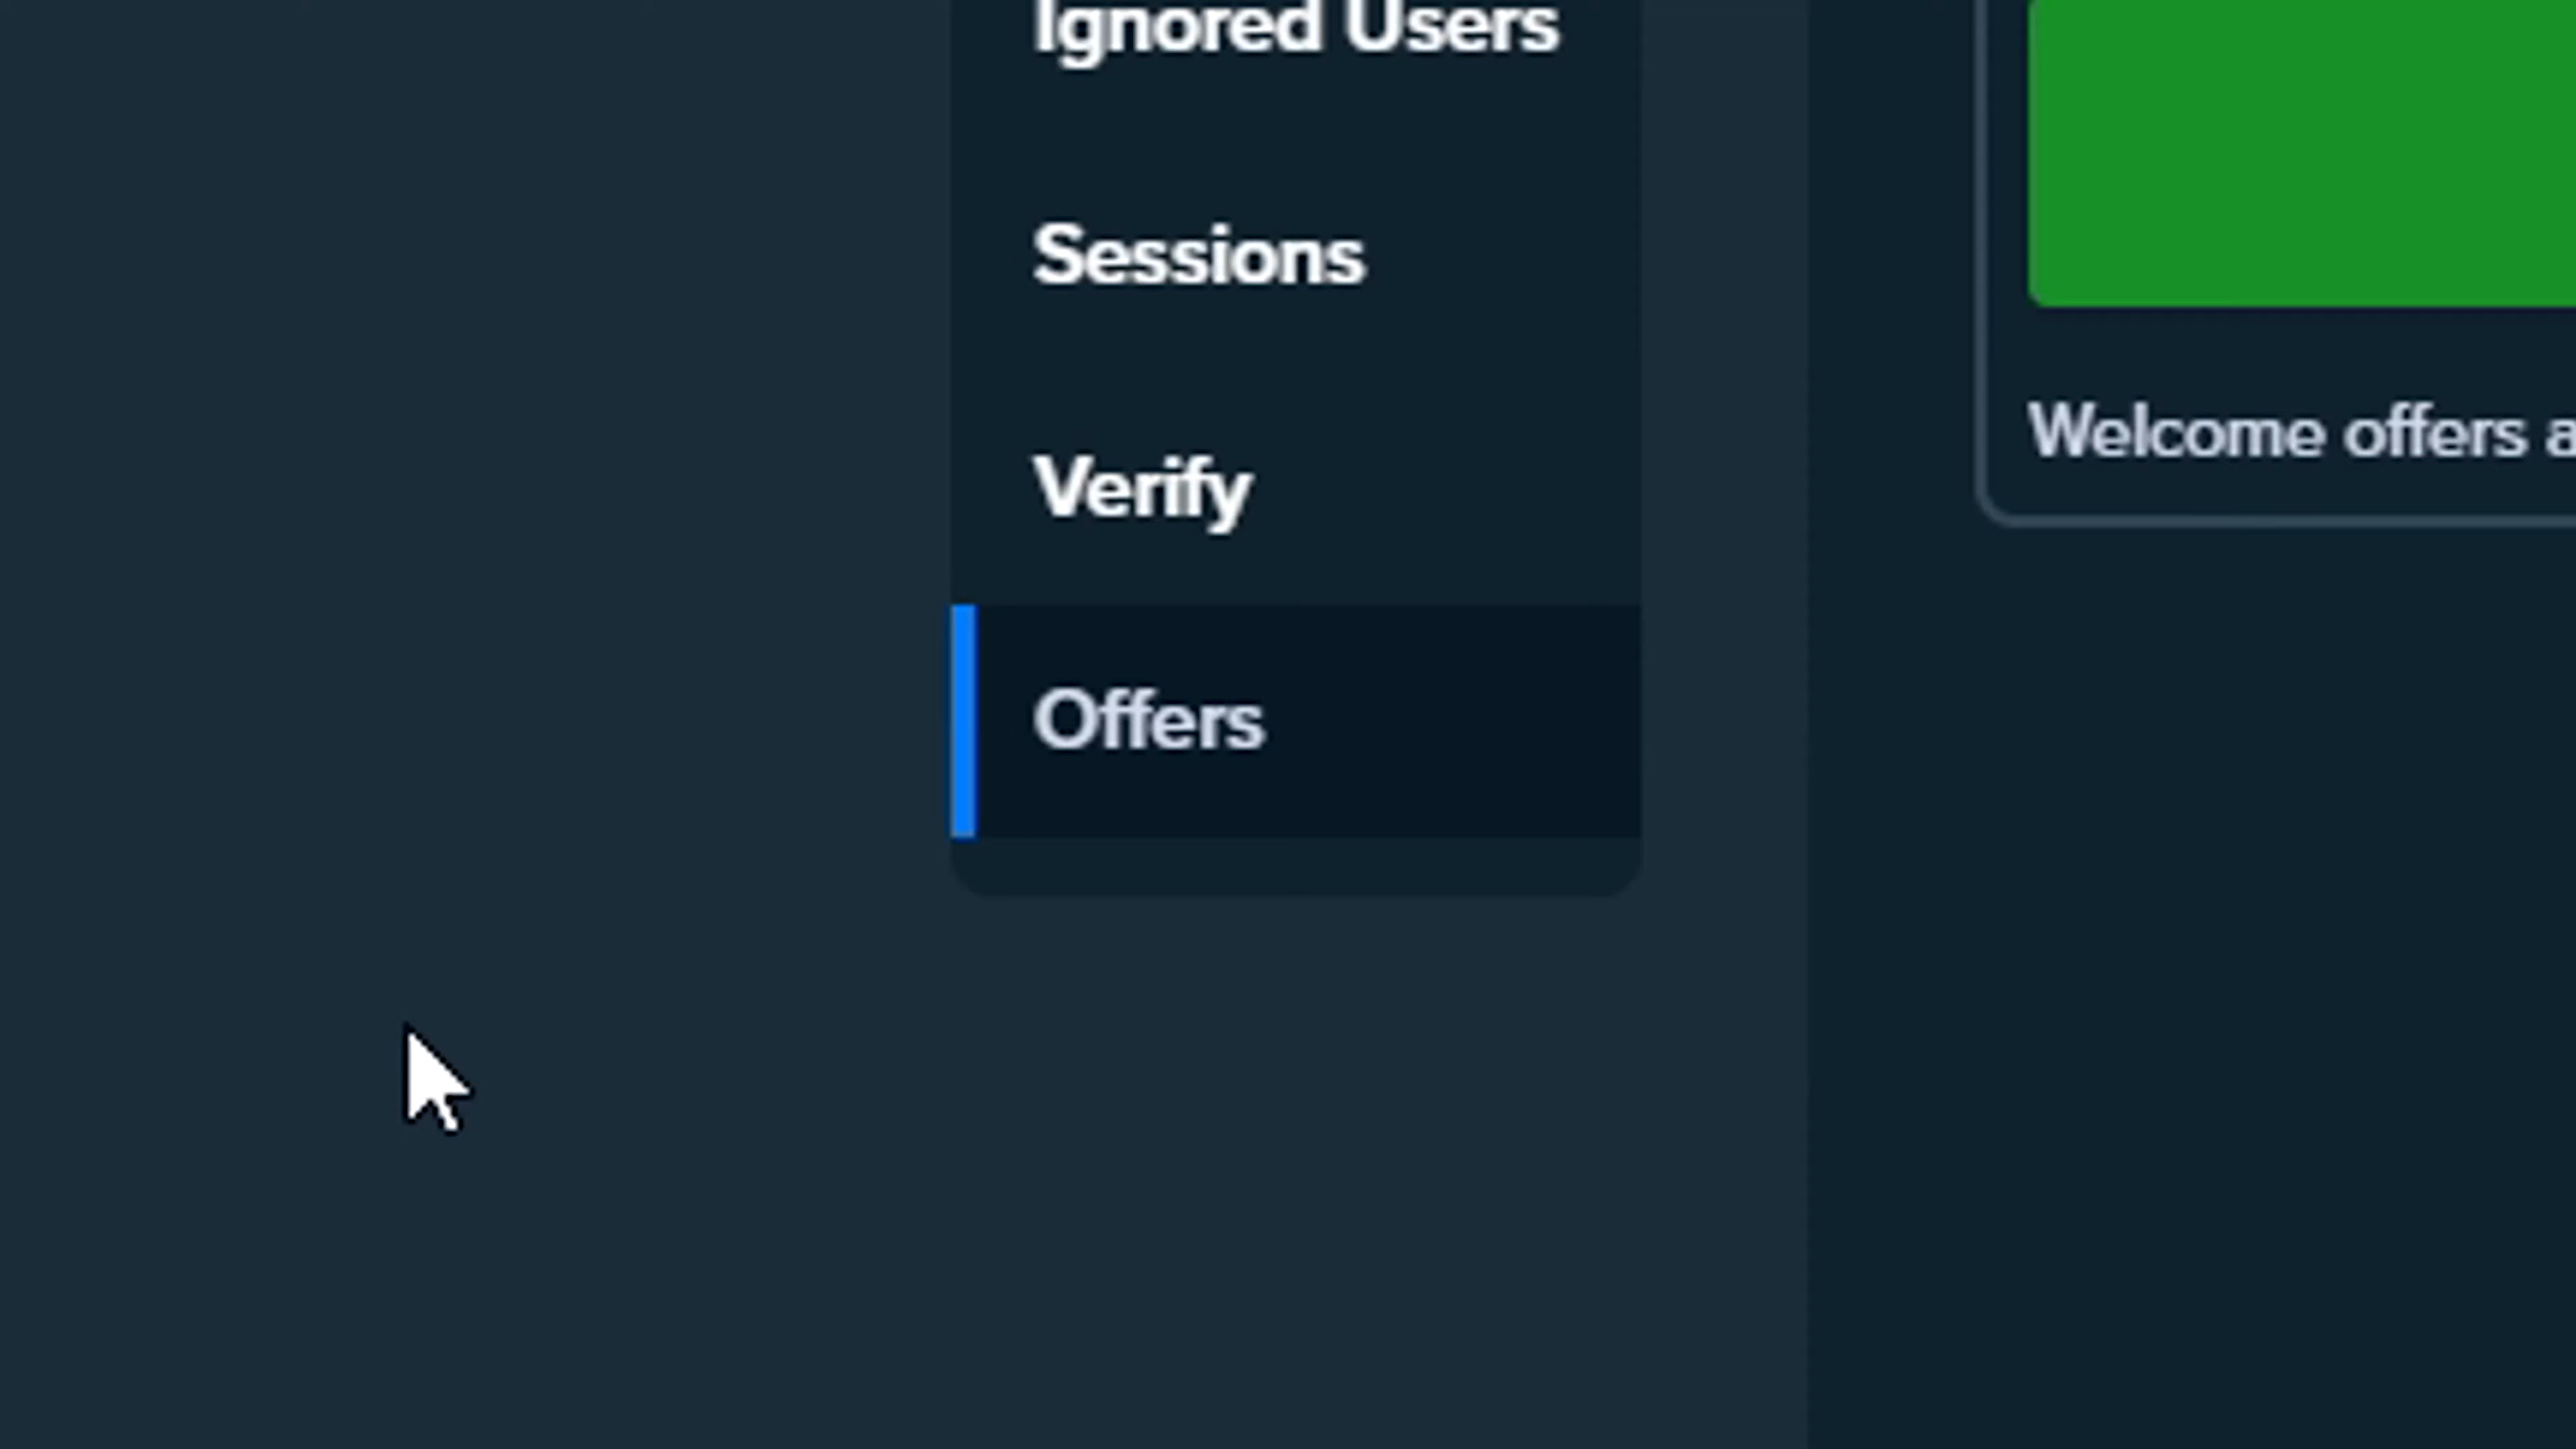 Ignored Users
Sessions
Verify
Offers
Welcome offers